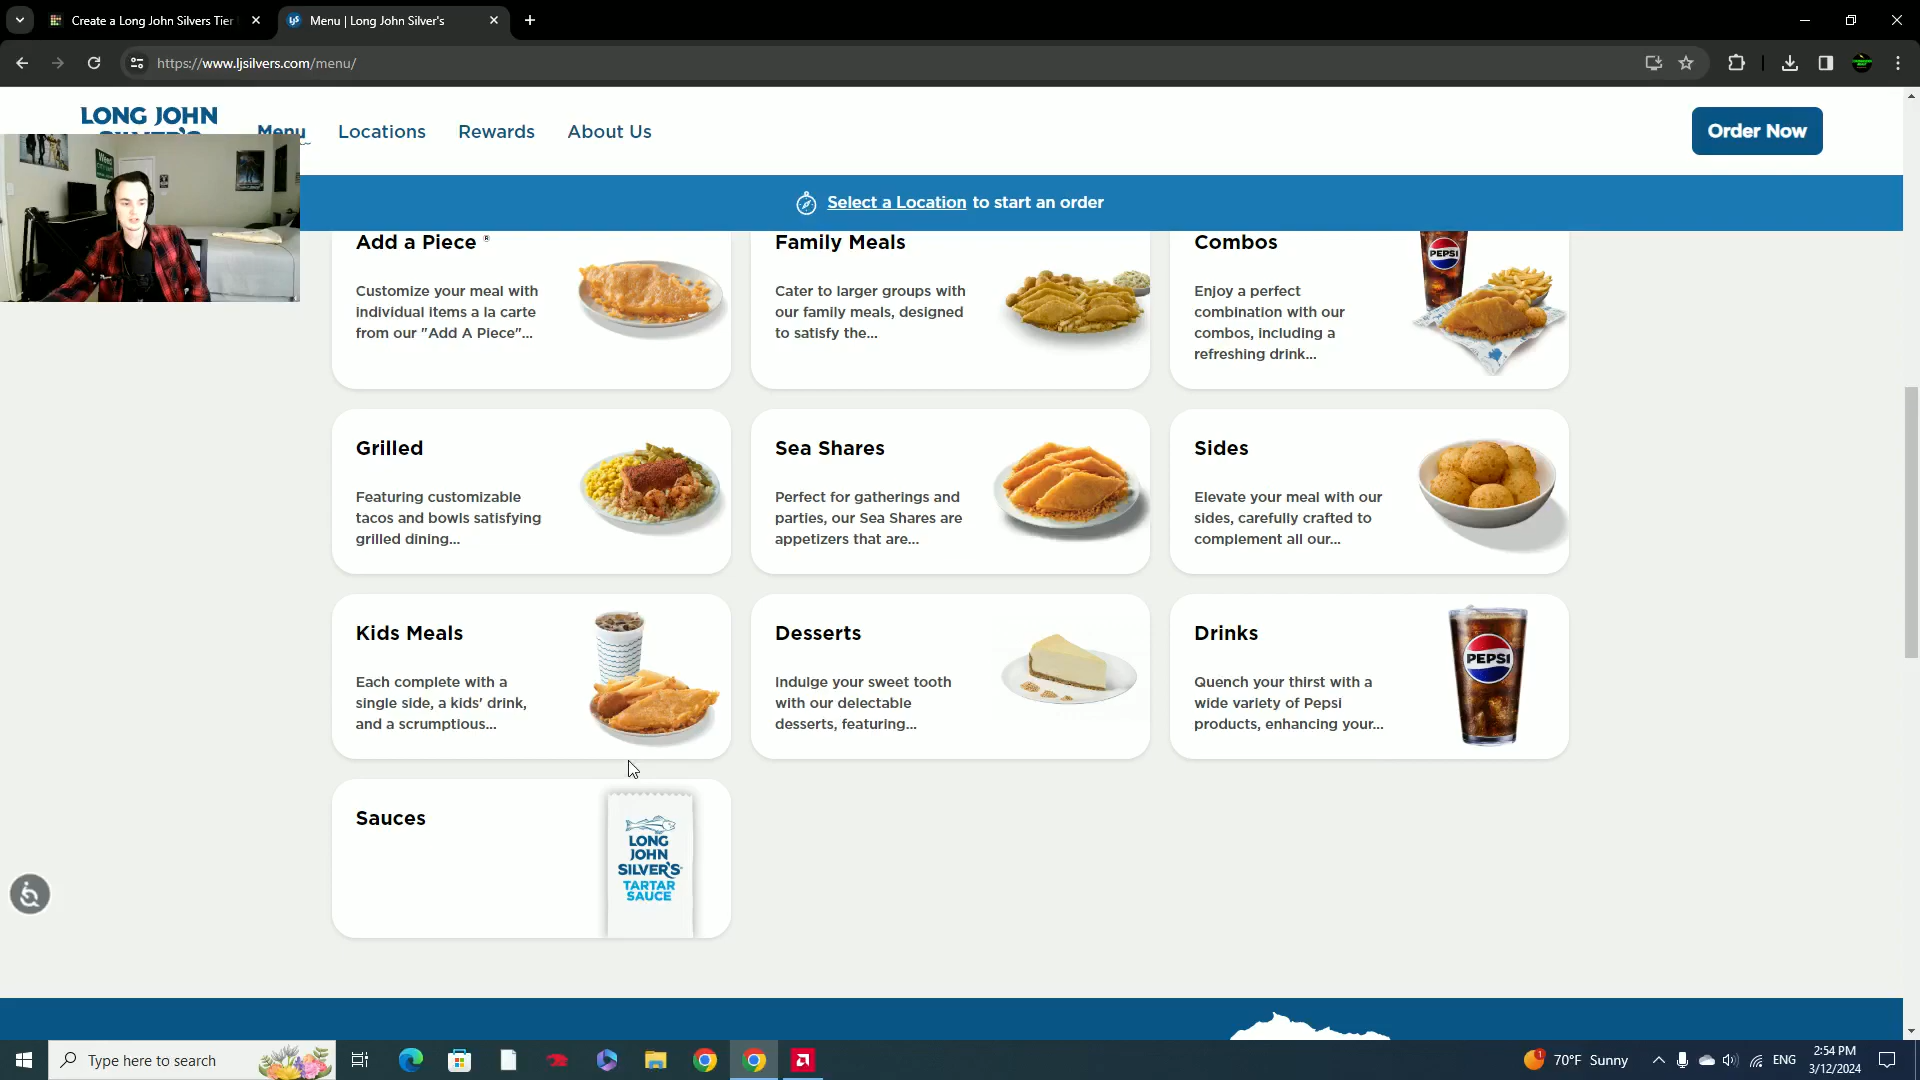 Create a Long John Silvers Tier
Menu | Long John Silver's
https://www.ljsilvers.com/menu/
LONG JOHN
SILVER'S
Menu
Locations
Rewards
About Us
Order Now
Select a Location to start an order
Add a Piece ®
Customize your meal with
individual items a la carte
from our "Add A Piece"...
Family Meals
Cater to larger groups with
our family meals, designed
to satisfy the...
Combos
Enjoy a perfect
combination with our
combos, including a
refreshing drink...
PEPSI
Grilled
Featuring customizable
tacos and bowls satisfying
grilled dining...
Sea Shares
Perfect for gatherings and
parties, our Sea Shares are
appetizers that are...
Sides
Elevate your meal with our
sides, carefully crafted to
complement all our...
Kids Meals
Each complete with a
single side, a kids' drink,
and a scrumptious...
Desserts
Indulge your sweet tooth
with our delectable
desserts, featuring...
Drinks
Quench your thirst with a
wide variety of Pepsi
products, enhancing your...
PEPSI
Sauces
LONG
JOHN
SILVER'S
TARTAR
SAUCE
Type here to search
1
70°F Sunny
ENG
2:54 PM
3/12/2024